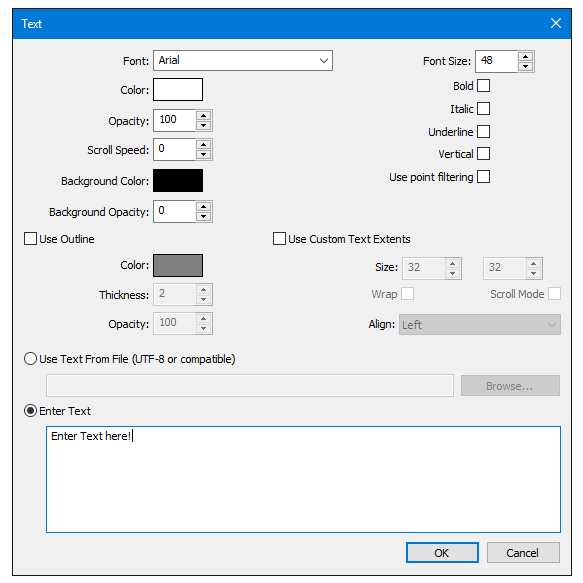 Text
Font: Arial Font Size: 48
Color: Bold
Italic
Opacity: 100 Underline
Scroll Speed: 0 Vertical
Background Color: Use point filtering
Background Opacity: 0
Use Outline Use Custom Text Extents
Color: Size: 32 32
Thickness: 2 Wrap Scroll Mode
Opacity: 100 Align: Left
Use Text From File (UTF-8 or compatible)
Browse...
Enter Text
Enter Text here!
OK Cancel